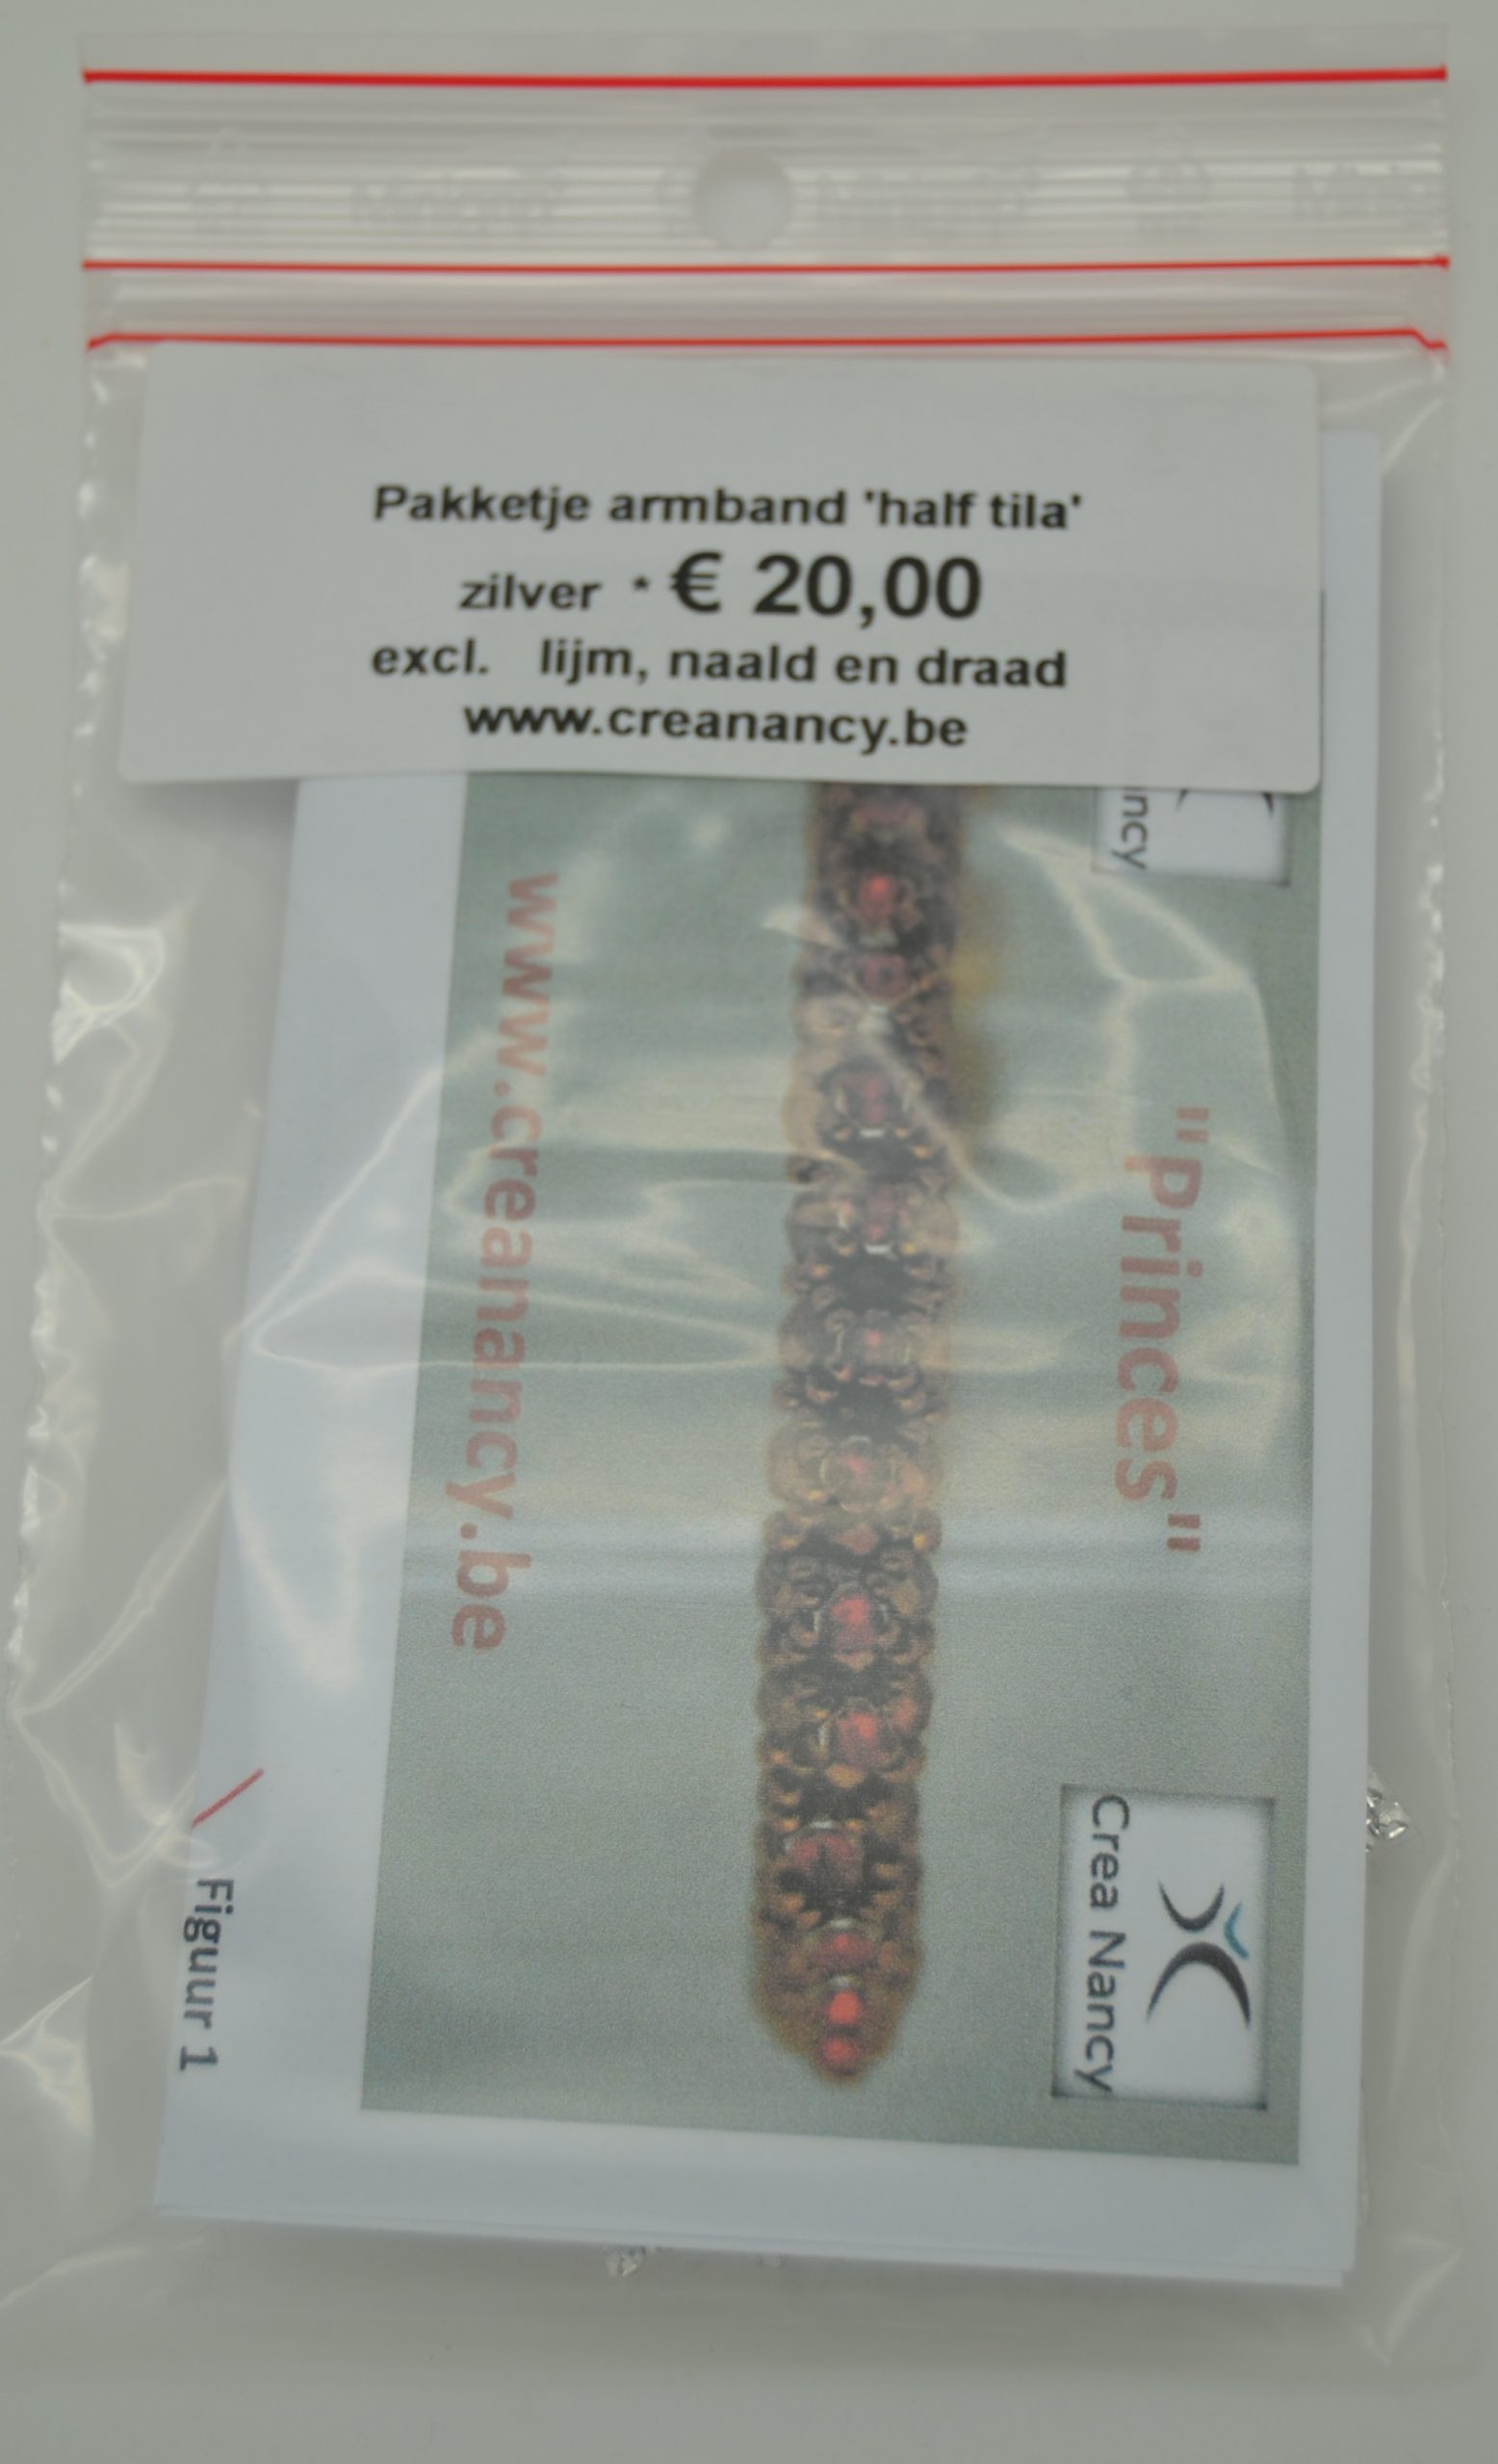 Pakketje armband 'half tila'
zilver * € 20,00
excl. lijm, naald en draad
www.creanancy.be
ncy
"Princes"
www.creanancy.be
Crea Nancy
Figuur 1